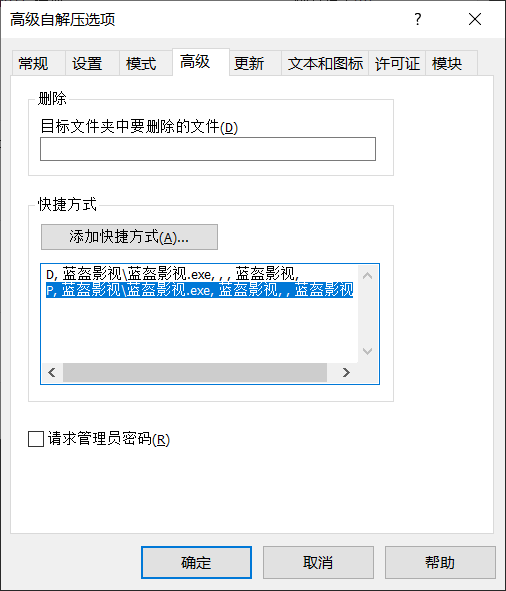 高级自解压选项
常规 设置 模式 高级 更新 文本和图标 许可证 模块
删除
目标文件夹中要删除的文件(D)
快捷方式
添加快捷方式(A)...
D, 蓝盔影视\蓝盔影视.exe, , , 蓝盔影视,
P, 蓝盔影视\蓝盔影视.exe, 蓝盔影视, , 蓝盔影视
请求管理员密码(R)
确定 取消 帮助